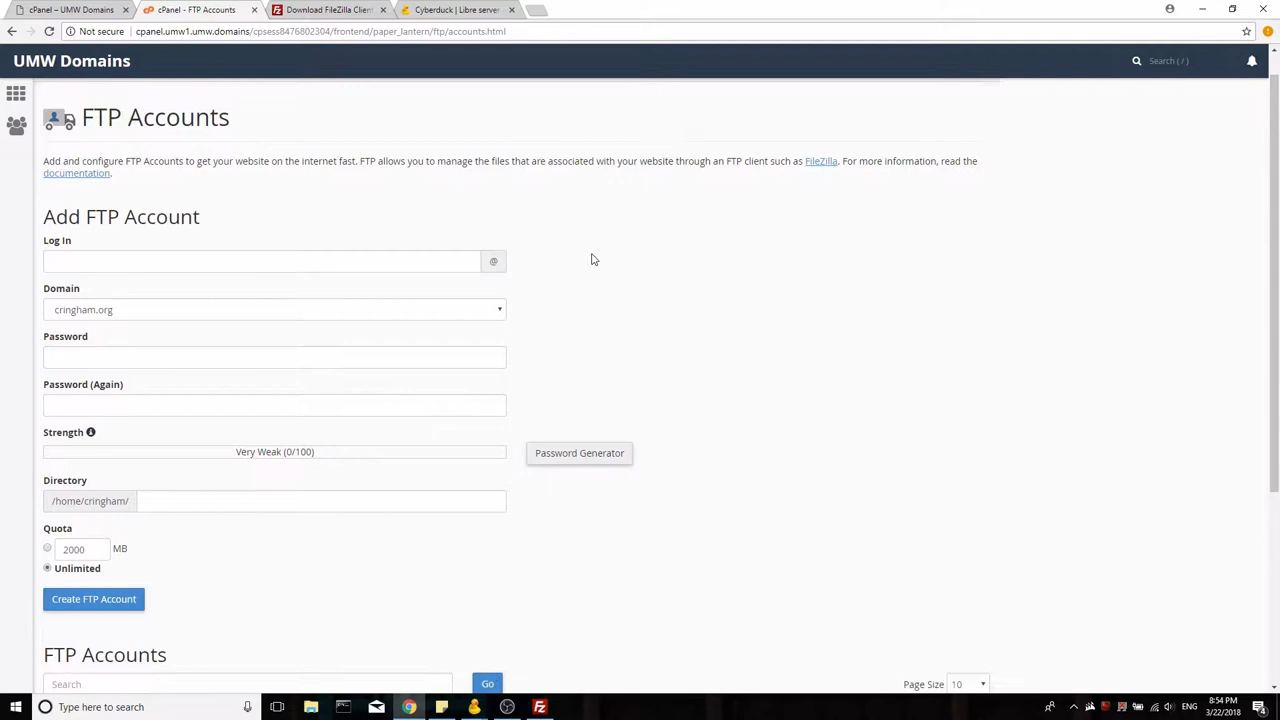 cPanel – UMW Domains
cPanel - FTP Accounts
Download FileZilla Client
Cyberduck | Libre server
Not secure
cpanel.umw1.umw.domains/cpsess8476802304/frontend/paper_lantern/ftp/accounts.html
UMW Domains
Search ( / )
FTP Accounts
Add and configure FTP Accounts to get your website on the internet fast. FTP allows you to manage the files that are associated with your website through an FTP client such as FileZilla. For more information, read the
documentation.
Add FTP Account
Log In
@
Domain
cringham.org
Password
Password (Again)
Strength
Very Weak (0/100)
Password Generator
Directory
/home/cringham/
Quota
2000 MB
Unlimited
Create FTP Account
FTP Accounts
Search
Go
Page Size 10
Type here to search
8:54 PM
3/22/2018
4